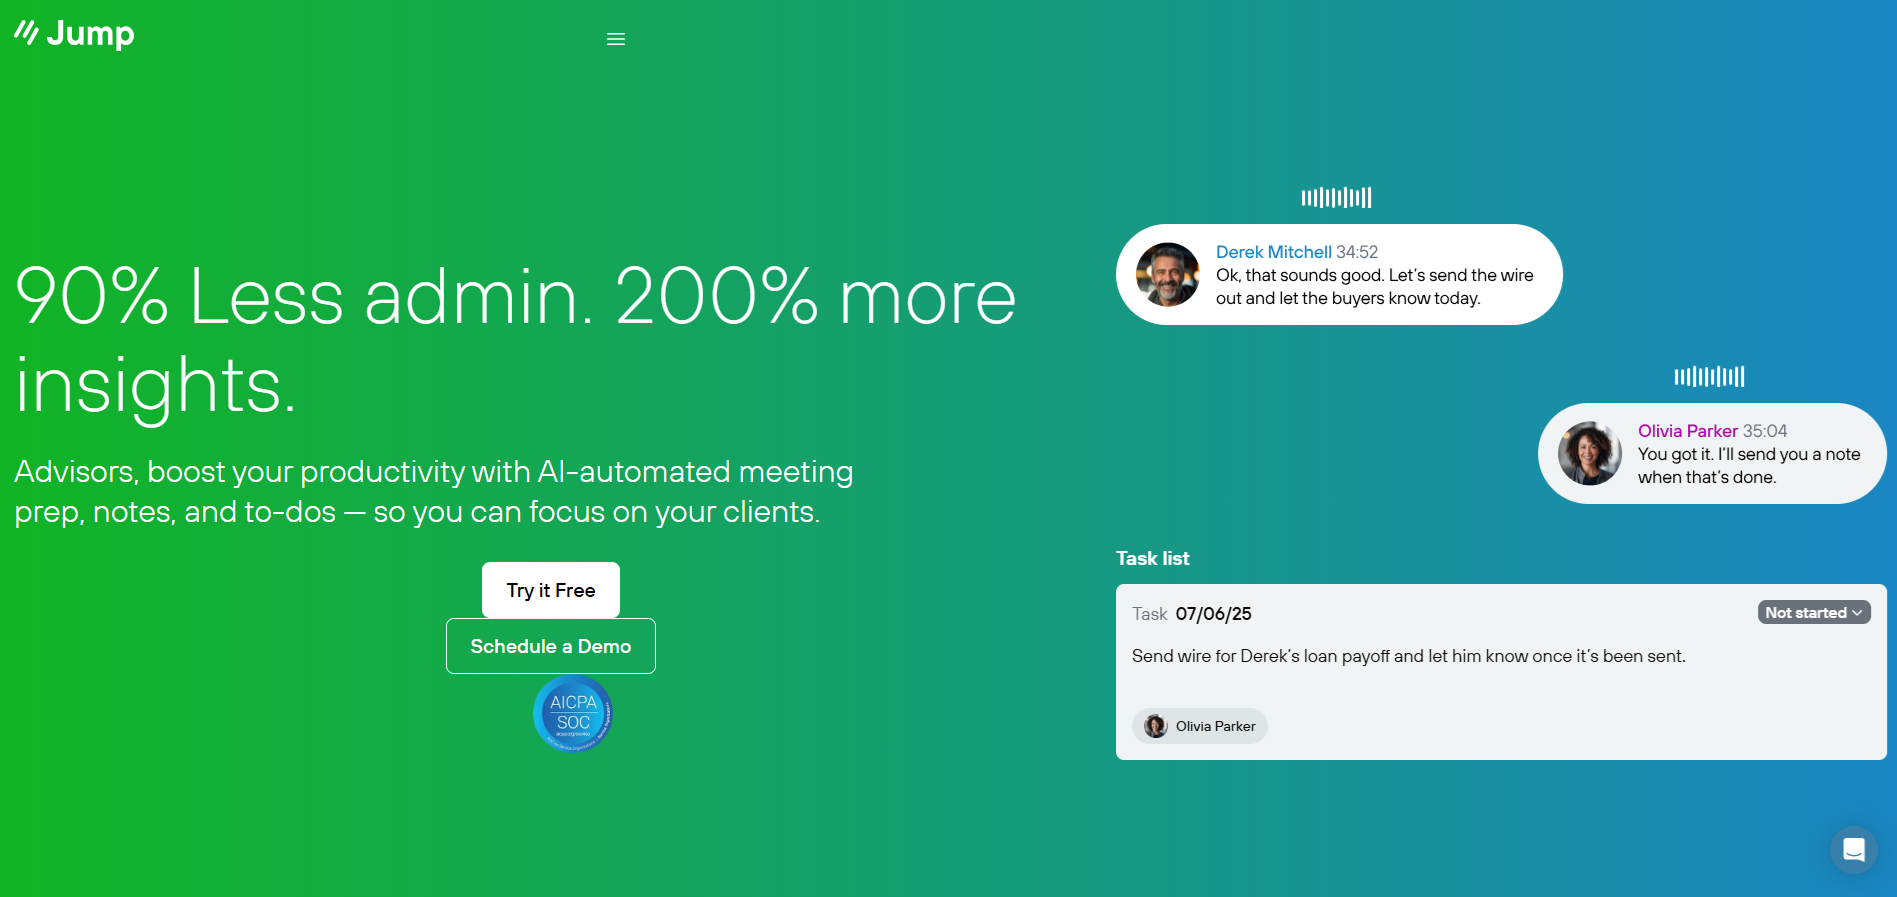 Jump
90% Less admin. 200% more
insights.
Advisors, boost your productivity with AI-automated meeting
prep, notes, and to-dos — so you can focus on your clients.
Try it Free
Schedule a Demo
AICPA
SOC
Derek Mitchell 34:52
Ok, that sounds good. Let’s send the wire
out and let the buyers know today.
Olivia Parker 35:04
You got it. I’ll send you a note
when that’s done.
Task list
Task 07/06/25
Not started
Send wire for Derek’s loan payoff and let him know once it’s been sent.
Olivia Parker